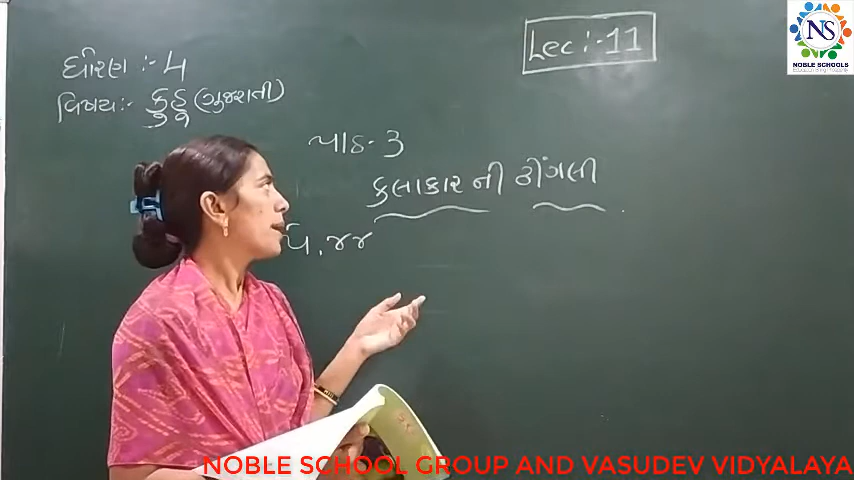 Lec :- 11
ધોરણ :- 4
વિષય :- કુહૂ (ગુજરાતી)
પાઠ - 3
કલાકાર ની ઢીંગલી
પ. ૪૪
NS
NOBLE SCHOOLS
NOBLE SCHOOL GROUP AND VASUDEV VIDYALAYA